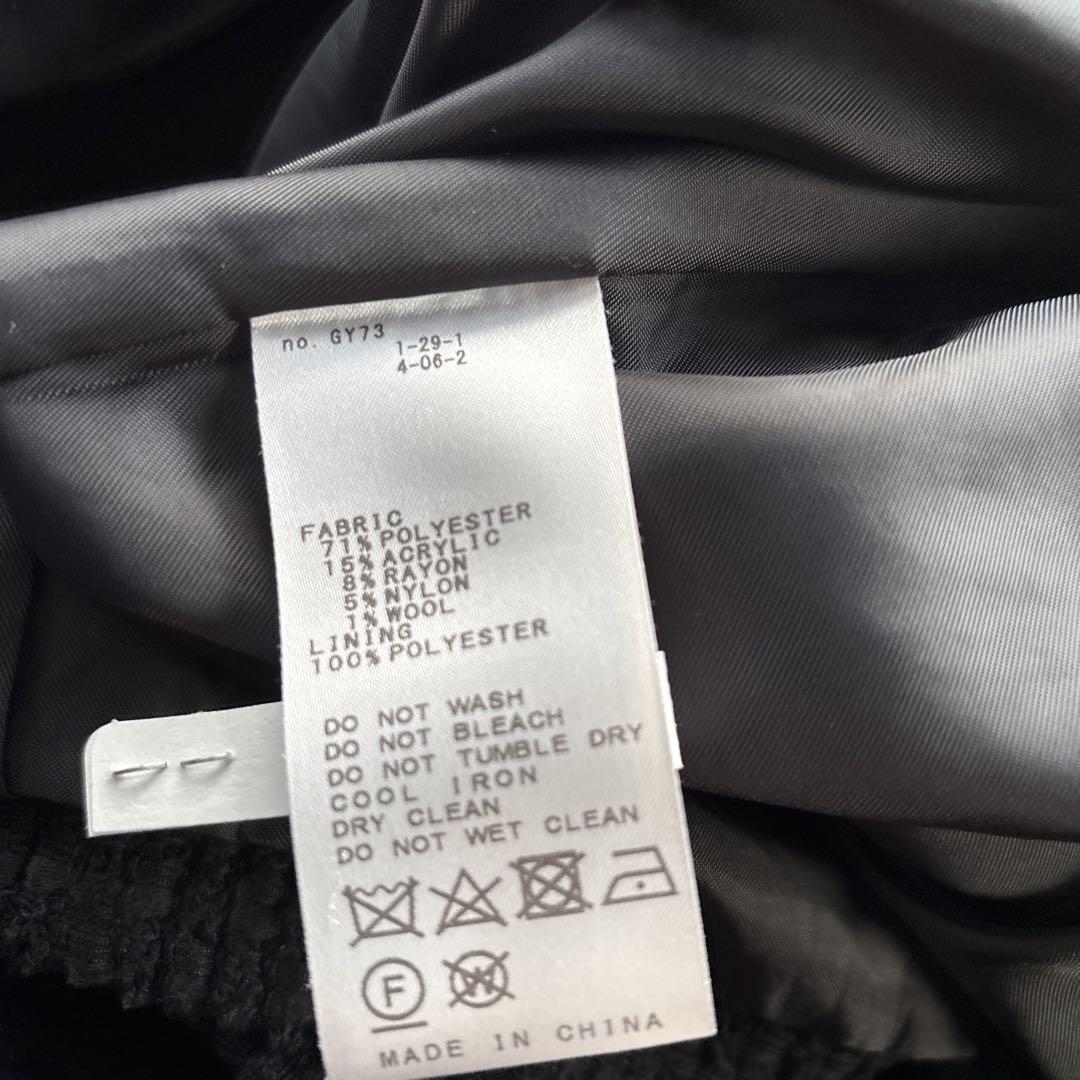 no. GY73
1-29-1
4-06-2
FABRIC
71% POLYESTER
15% ACRYLIC
8% RAYON
5% NYLON
1% WOOL
LINING
100% POLYESTER
DO NOT WASH
DO NOT BLEACH
DO NOT TUMBLE DRY
COOL IRON
DRY CLEAN
DO NOT WET CLEAN
F W
MADE IN CHINA